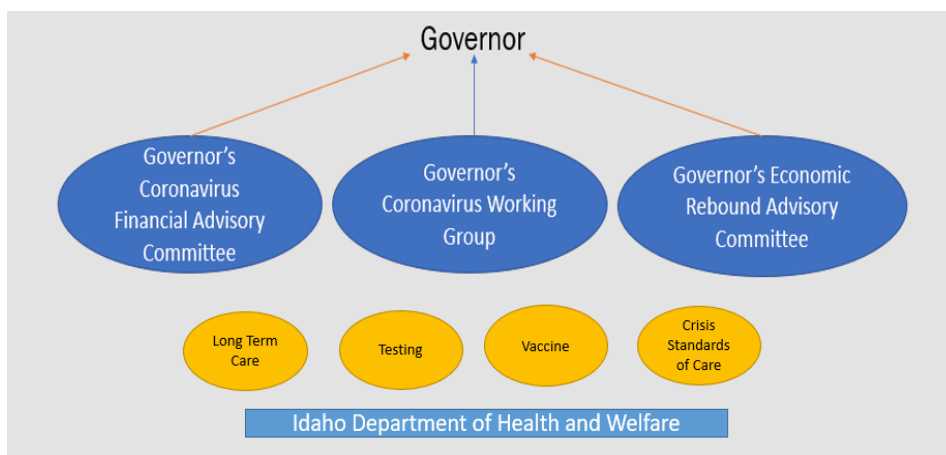 Governor
Governor's
Coronavirus
Financial Advisory
Committee
Governor's
Coronavirus Working
Group
Governor's Economic
Rebound Advisory
Committee
Long Term
Care
Testing
Vaccine
Crisis
Standards
of Care
Idaho Department of Health and Welfare